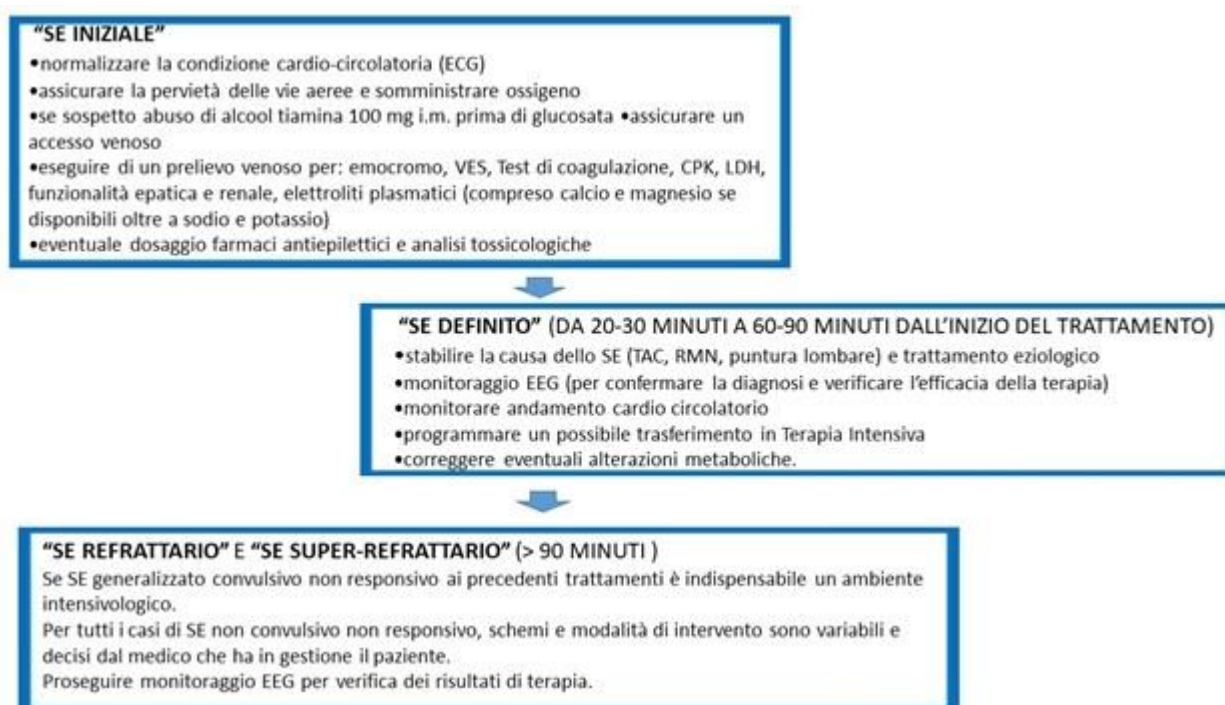 "SE INIZIALE"
•normalizzare la condizione cardio-circolatoria (ECG)
•assicurare la pervietà delle vie aeree e somministrare ossigeno
•se sospetto abuso di alcool tiamina 100 mg i.m. prima di glucosata •assicurare un
accesso venoso
•eseguire di un prelievo venoso per: emocromo, VES, Test di coagulazione, CPK, LDH,
funzionalità epatica e renale, elettroliti plasmatici (compreso calcio e magnesio se
disponibili oltre a sodio e potassio)
•eventuale dosaggio farmaci antiepilettici e analisi tossicologiche
"SE DEFINITO" (DA 20-30 MINUTI A 60-90 MINUTI DALL'INIZIO DEL TRATTAMENTO)
•stabilire la causa dello SE (TAC, RMN, puntura lombare) e trattamento eziologico
•monitoraggio EEG (per confermare la diagnosi e verificare l'efficacia della terapia)
•monitorare andamento cardio circolatorio
•programmare un possibile trasferimento in Terapia Intensiva
•correggere eventuali alterazioni metaboliche.
"SE REFRATTARIO" E "SE SUPER-REFRATTARIO" (> 90 MINUTI )
Se SE generalizzato convulsivo non responsivo ai precedenti trattamenti è indispensabile un ambiente
intensivologico.
Per tutti i casi di SE non convulsivo non responsivo, schemi e modalità di intervento sono variabili e
decisi dal medico che ha in gestione il paziente.
Proseguire monitoraggio EEG per verifica dei risultati di terapia.